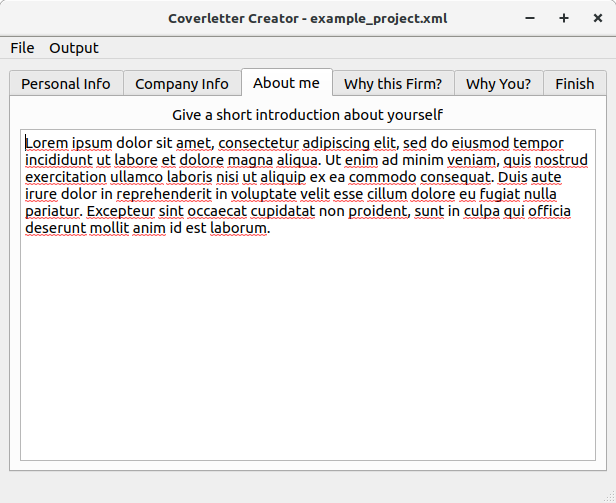 Coverletter Creator - example_project.xml
File Output
Personal Info Company Info About me Why this Firm? Why You? Finish
Give a short introduction about yourself
Lorem ipsum dolor sit amet, consectetur adipiscing elit, sed do eiusmod tempor
incididunt ut labore et dolore magna aliqua. Ut enim ad minim veniam, quis nostrud
exercitation ullamco laboris nisi ut aliquip ex ea commodo consequat. Duis aute
irure dolor in reprehenderit in voluptate velit esse cillum dolore eu fugiat nulla
pariatur. Excepteur sint occaecat cupidatat non proident, sunt in culpa qui officia
deserunt mollit anim id est laborum.